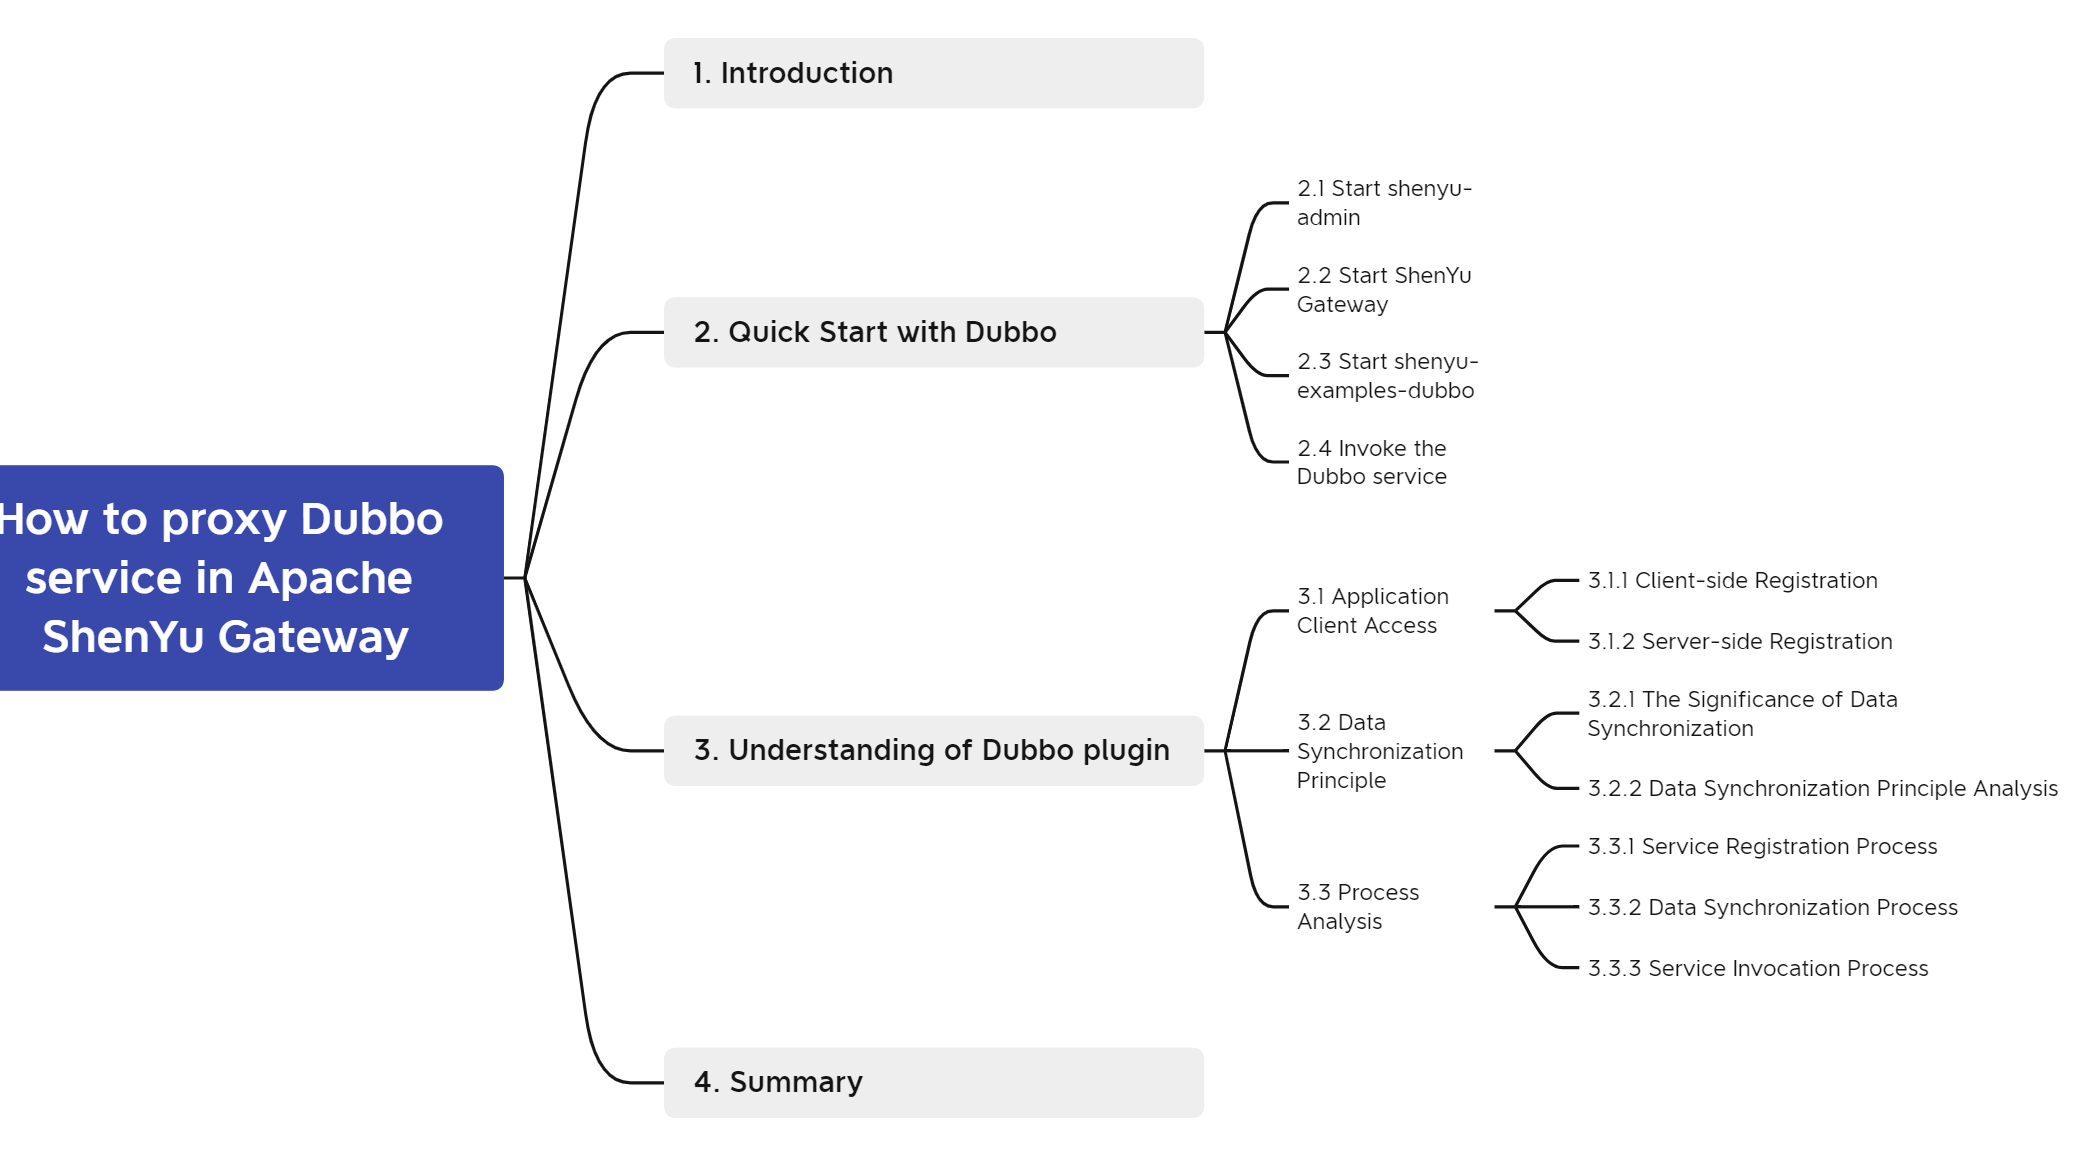 How to proxy Dubbo
service in Apache
ShenYu Gateway
1. Introduction
2. Quick Start with Dubbo
2.1 Start shenyu-
admin
2.2 Start ShenYu
Gateway
2.3 Start shenyu-
examples-dubbo
2.4 Invoke the
Dubbo service
3. Understanding of Dubbo plugin
3.1 Application
Client Access
3.1.1 Client-side Registration
3.1.2 Server-side Registration
3.2 Data
Synchronization
Principle
3.2.1 The Significance of Data
Synchronization
3.2.2 Data Synchronization Principle Analysis
3.3 Process
Analysis
3.3.1 Service Registration Process
3.3.2 Data Synchronization Process
3.3.3 Service Invocation Process
4. Summary